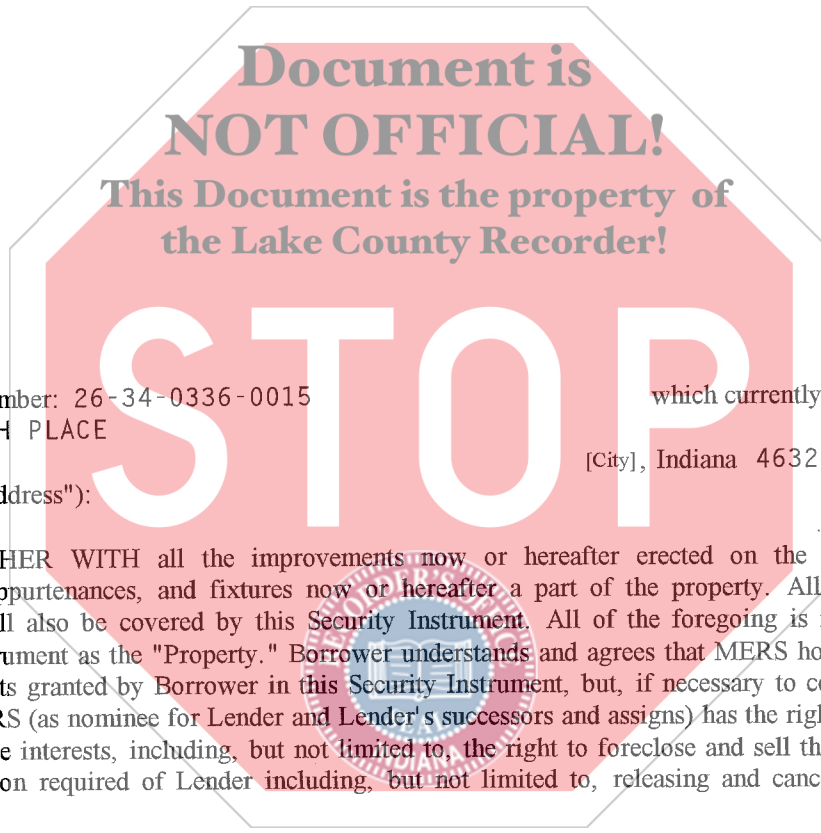 Document is
NOT OFFICIAL!
This Document is the property of
the Lake County Recorder!
STOP
mber: 26-34-0336-0015 which currently
H PLACE
[City], Indiana 4632
ddress"):
HER WITH all the improvements now or hereafter erected on the
ppurtenances, and fixtures now or hereafter a part of the property. All
ll also be covered by this Security Instrument. All of the foregoing is
rument as the "Property." Borrower understands and agrees that MERS ho
ts granted by Borrower in this Security Instrument, but, if necessary to c
RS (as nominee for Lender and Lender's successors and assigns) has the righ
e interests, including, but not limited to, the right to foreclose and sell th
on required of Lender including, but not limited to, releasing and canc
RECORDER'S OFFICE
INDIANA